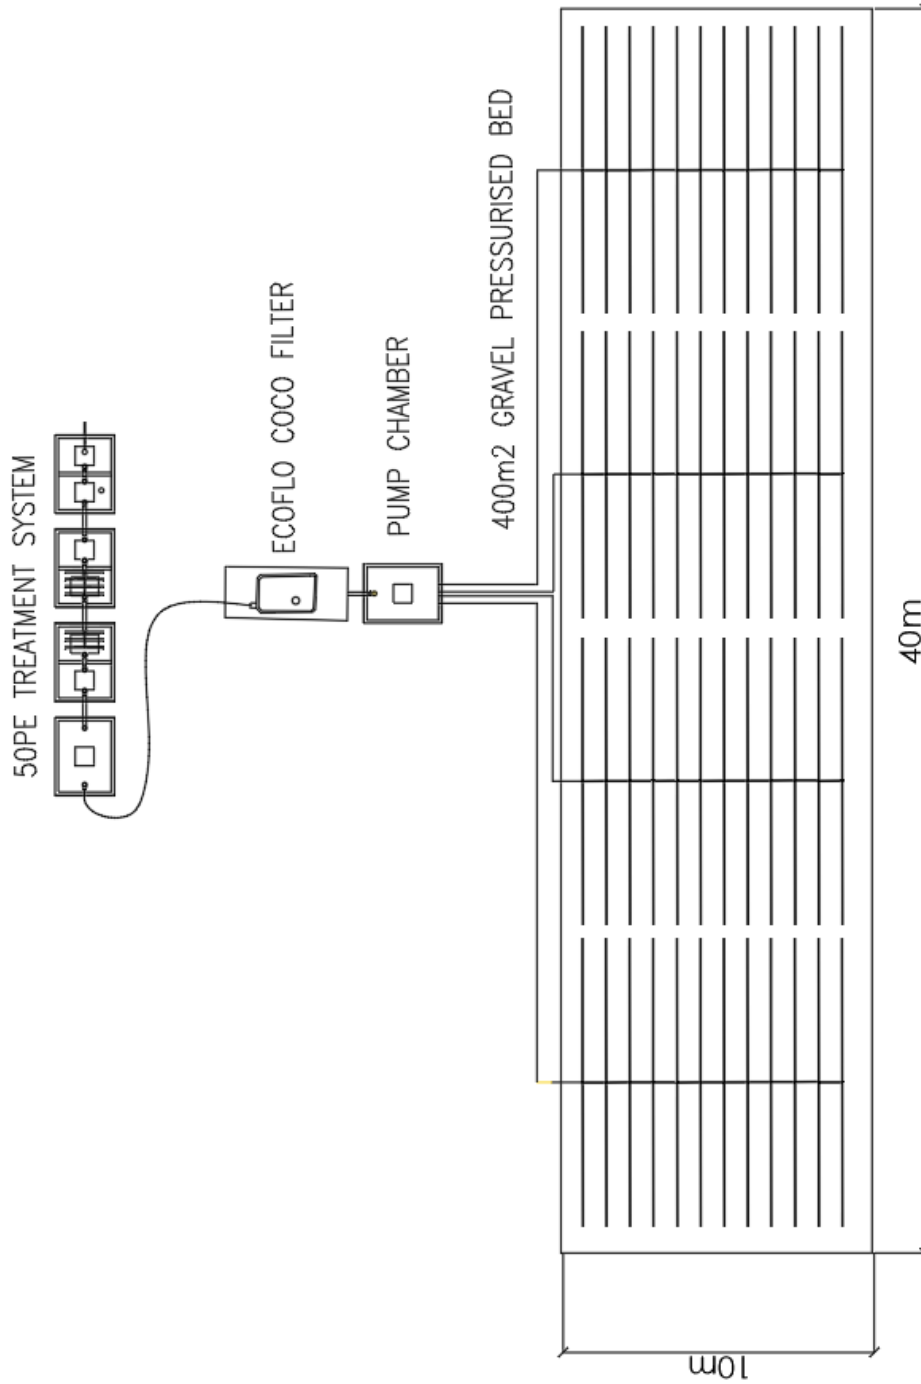 50PE TREATMENT SYSTEM
ECOFLO COCO FILTER
PUMP CHAMBER
400m2 GRAVEL PRESSURISED BED
40m
10m